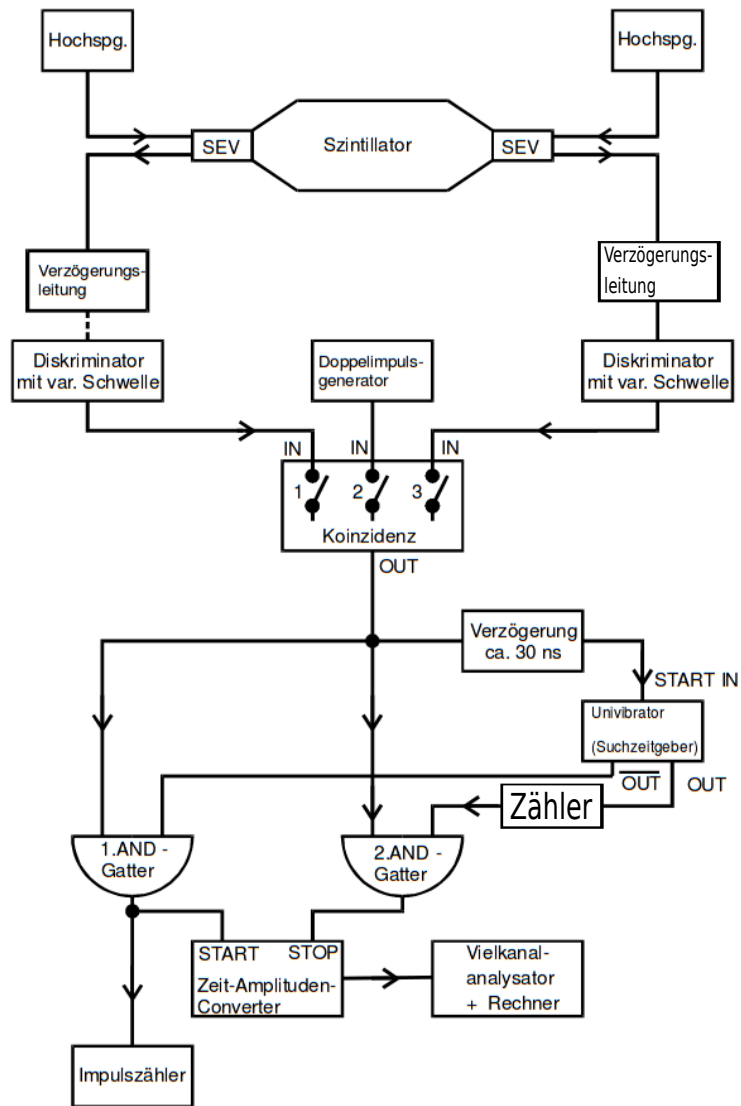 Hochspg.
Hochspg.
SEV
Szintillator
SEV
Verzögerungs-
leitung
Verzögerungs-
leitung
Diskriminator
mit var. Schwelle
Doppelimpuls-
generator
Diskriminator
mit var. Schwelle
IN
IN
IN
1
2
3
Koinzidenz
OUT
Verzögerung
ca. 30 ns
START IN
Univibrator
(Suchzeitgeber)
OUT
OUT
Zähler
1.AND -
Gatter
2.AND -
Gatter
START
STOP
Zeit-Amplituden-
Converter
Vielkanal-
analysator
+ Rechner
Impulszähler